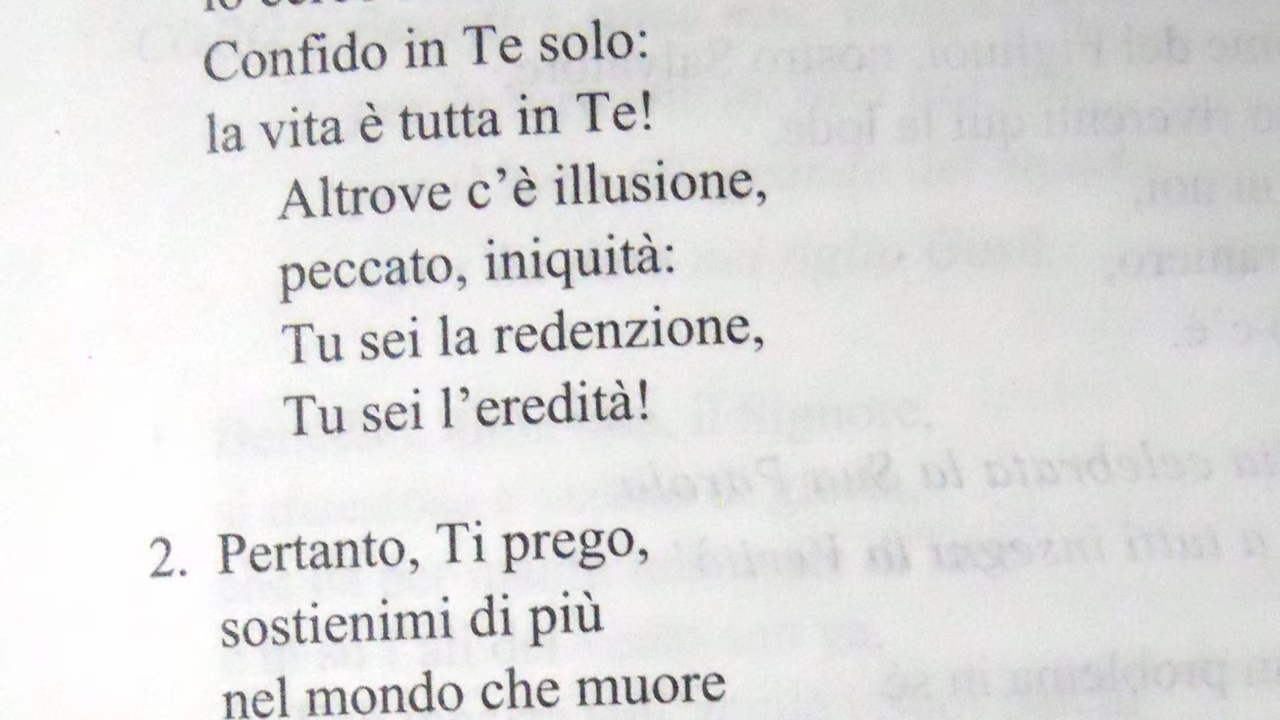 Confido in Te solo:
la vita è tutta in Te!
Altrove c’è illusione,
peccato, iniquità:
Tu sei la redenzione,
Tu sei l’eredità!
2. Pertanto, Ti prego,
sostienimi di più
nel mondo che muore